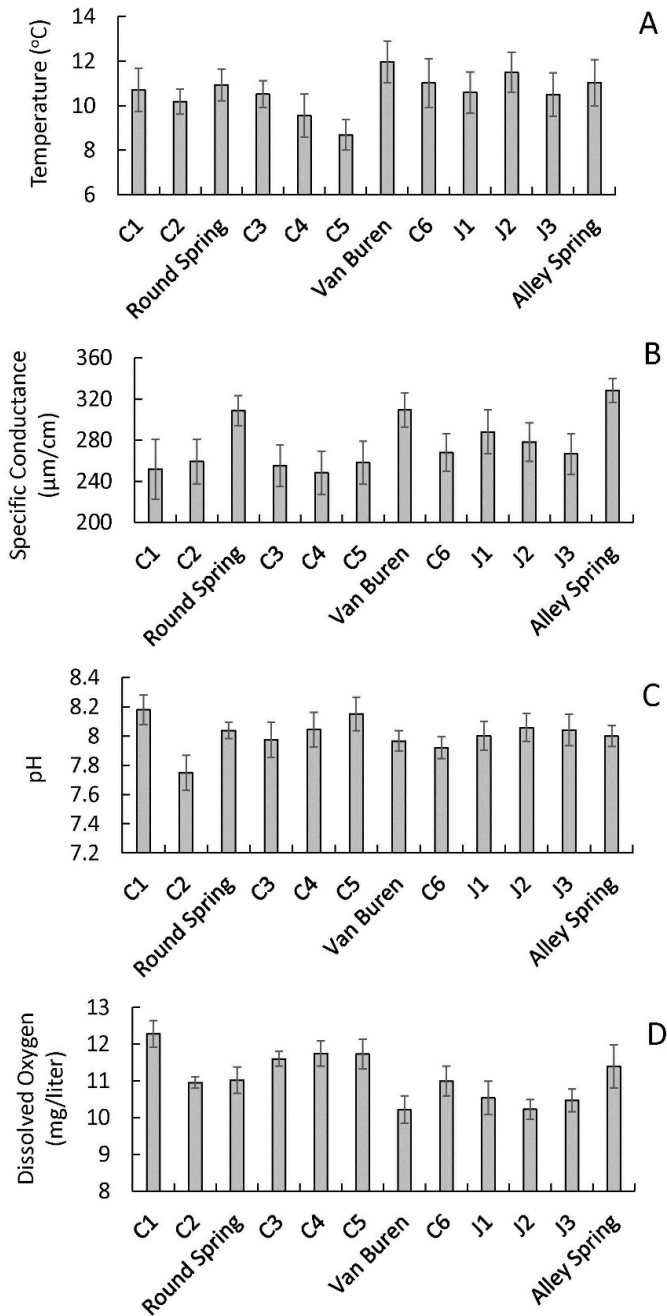 A
Temperature (°C)
14
12
10
8
6
C1 C2 Round Spring C3 C4 C5 Van Buren C6 J1 J2 J3 Alley Spring
B
Specific Conductance
(µm/cm)
360
320
280
240
200
C1 C2 Round Spring C3 C4 C5 Van Buren C6 J1 J2 J3 Alley Spring
C
pH
8.4
8.2
8
7.8
7.6
7.4
7.2
C1 C2 Round Spring C3 C4 C5 Van Buren C6 J1 J2 J3 Alley Spring
D
Dissolved Oxygen
(mg/liter)
13
12
11
10
9
8
C1 C2 Round Spring C3 C4 C5 Van Buren C6 J1 J2 J3 Alley Spring